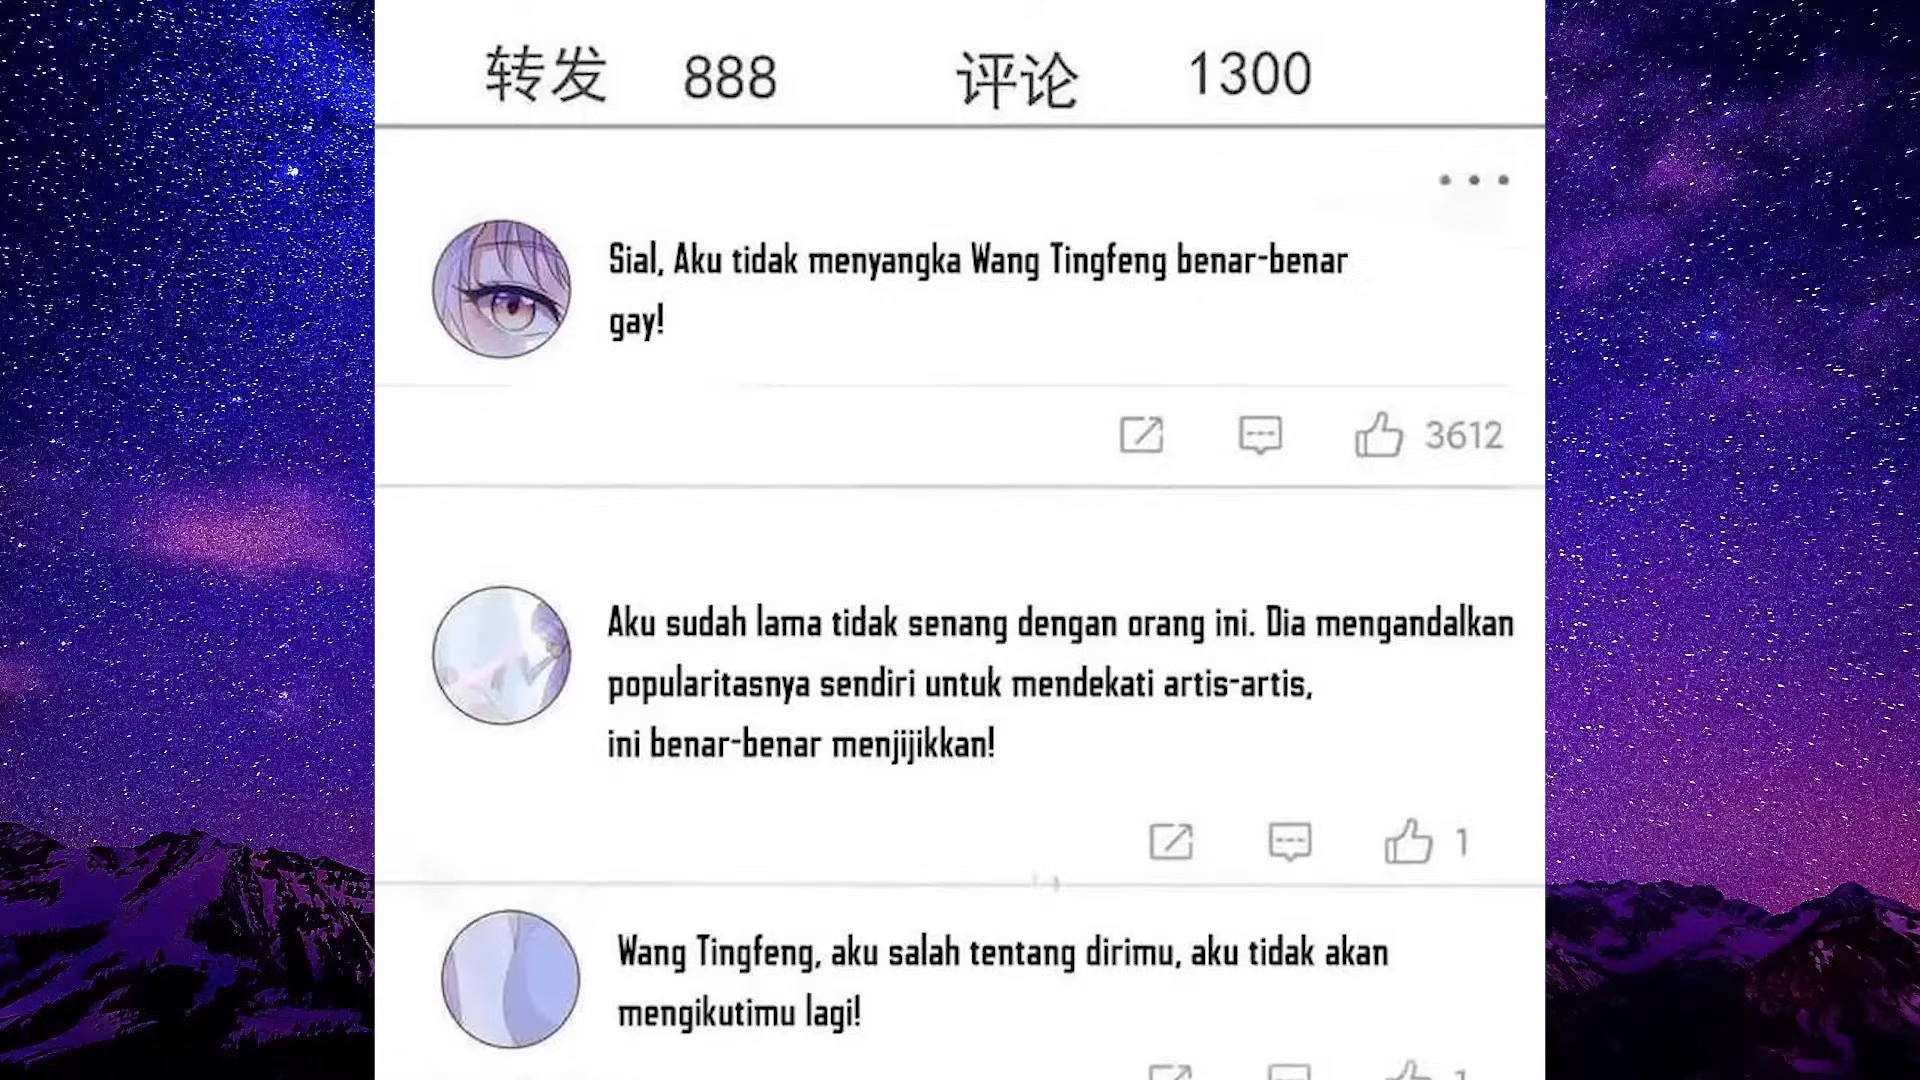 转发 888 评论 1300
Sial, Aku tidak menyangka Wang Tingfeng benar-benar
gay!
3612
Aku sudah lama tidak senang dengan orang ini. Dia mengandalkan
popularitasnya sendiri untuk mendekati artis-artis,
ini benar-benar menjijikkan!
1
Wang Tingfeng, aku salah tentang dirimu, aku tidak akan
mengikutimu lagi!
1